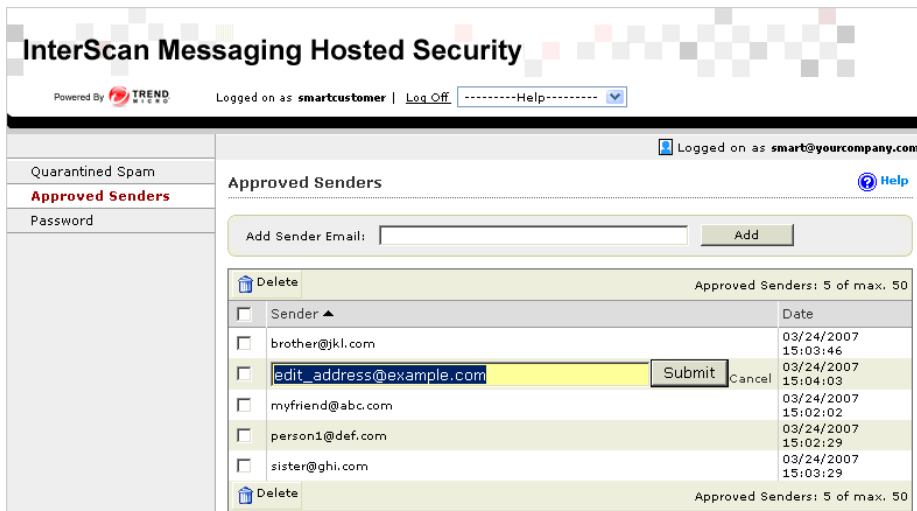 InterScan Messaging Hosted Security
Powered By TREND MICRO Logged on as smartcustomer | Log Off ---------Help---------
Logged on as smart@yourcompany.com
Quarantined Spam
Approved Senders
Password
Approved Senders
Help
Add Sender Email: Add
Delete Approved Senders: 5 of max. 50
Sender Date
brother@jkl.com 03/24/2007 15:03:46
edit_address@example.com Submit Cancel 03/24/2007 15:04:03
myfriend@abc.com 03/24/2007 15:02:02
person1@def.com 03/24/2007 15:02:29
sister@ghi.com 03/24/2007 15:03:29
Delete Approved Senders: 5 of max. 50